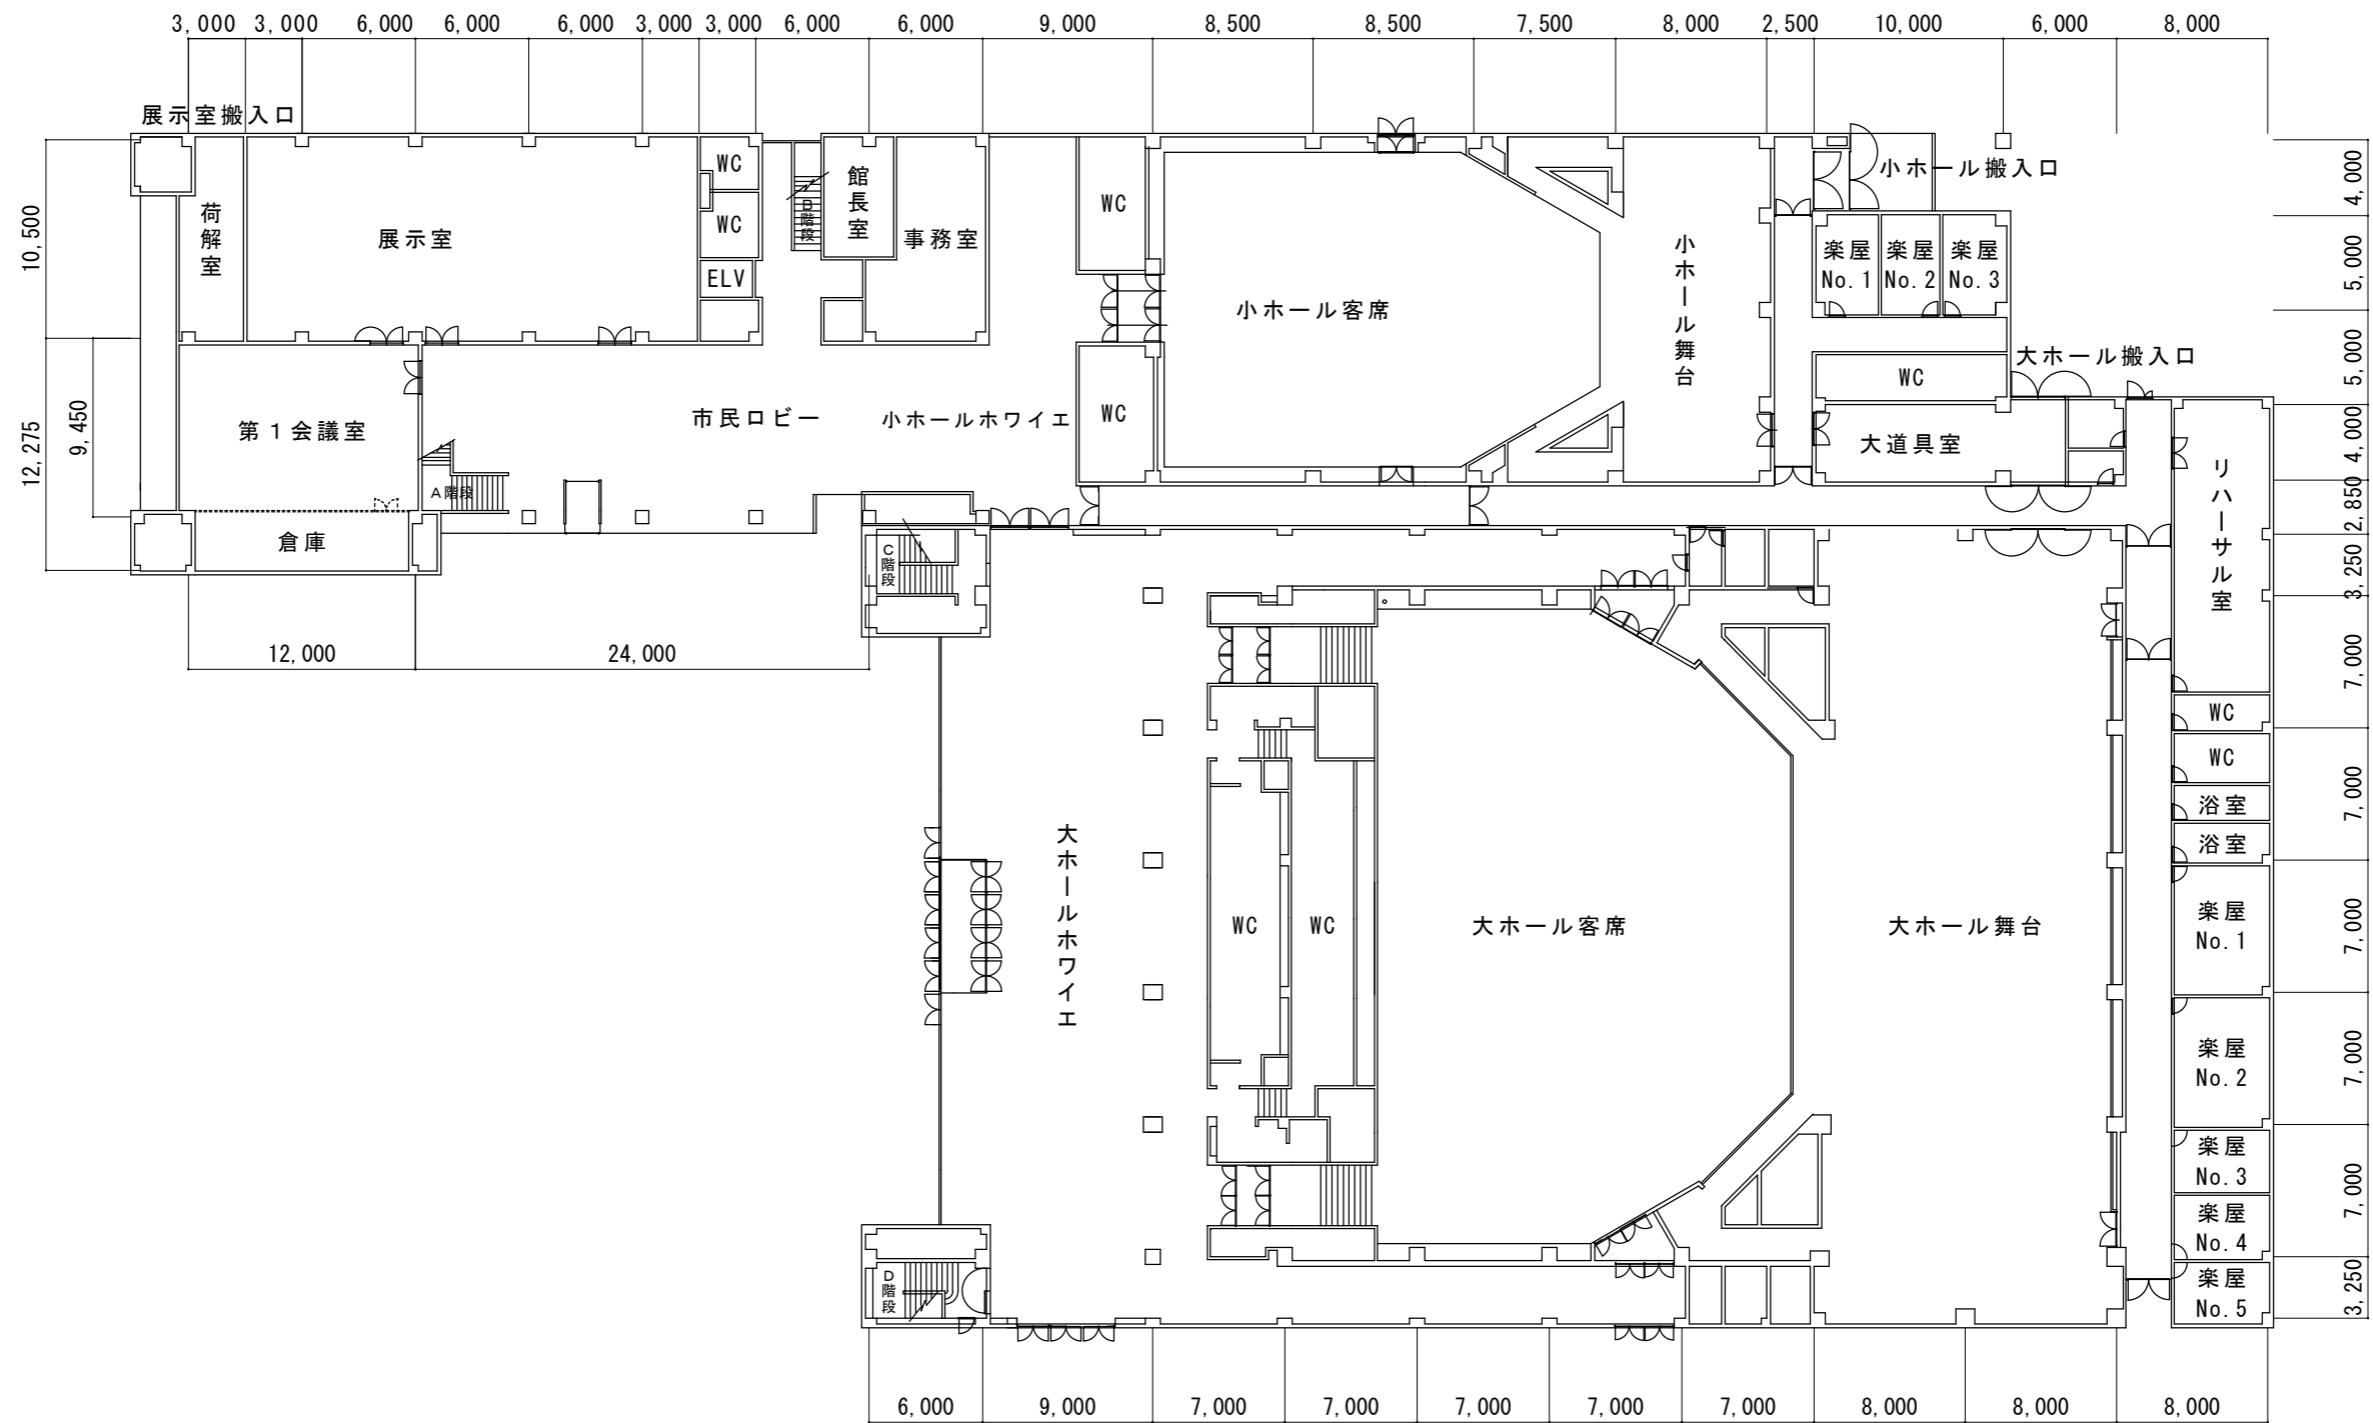 3,000 3,000 6,000 6,000 6,000 3,000 3,000 6,000 6,000 9,000 8,500 8,500 7,500 8,000 2,500 10,000 6,000 8,000
展示室搬入口
小ホール搬入口
大ホール搬入口
10,500
12,275
9,450
荷解室
展示室
WC
WC
ELV
B階段
館長室
事務室
WC
WC
小ホール客席
小ホール舞台
楽屋
No.1
楽屋
No.2
楽屋
No.3
WC
大道具室
第1会議室
A階段
倉庫
市民ロビー
小ホールホワイエ
12,000 24,000
C階段
D階段
大ホールホワイエ
WC
WC
大ホール客席
大ホール舞台
リハーサル室
WC
WC
浴室
浴室
楽屋
No.1
楽屋
No.2
楽屋
No.3
楽屋
No.4
楽屋
No.5
4,000
5,000
5,000
4,000
2,850
3,250
7,000
7,000
7,000
7,000
7,000
3,250
6,000 9,000 7,000 7,000 7,000 7,000 7,000 8,000 8,000 8,000